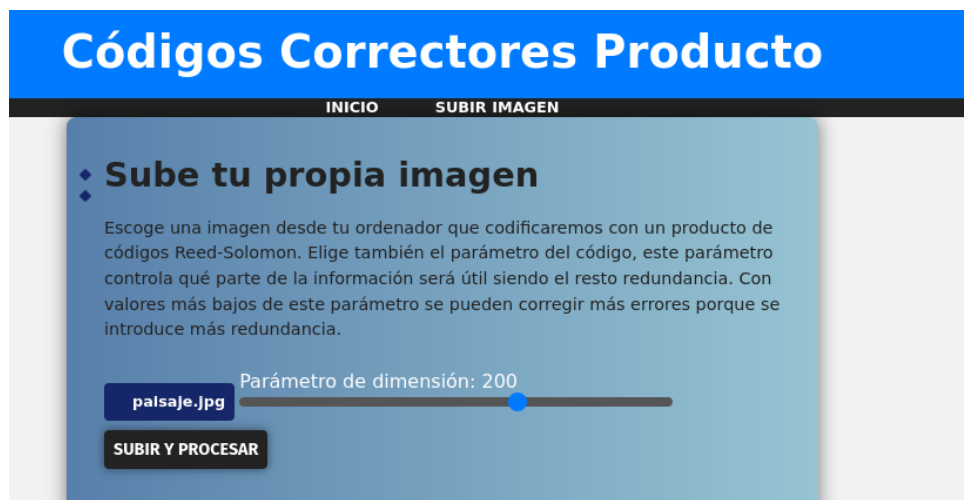 Códigos Correctores Producto
INICIO SUBIR IMAGEN
Sube tu propia imagen
Escoge una imagen desde tu ordenador que codificaremos con un producto de
códigos Reed-Solomon. Elige también el parámetro del código, este parámetro
controla qué parte de la información será útil siendo el resto redundancia. Con
valores más bajos de este parámetro se pueden corregir más errores porque se
introduce más redundancia.
Parámetro de dimensión: 200
paisaje.jpg
SUBIR Y PROCESAR